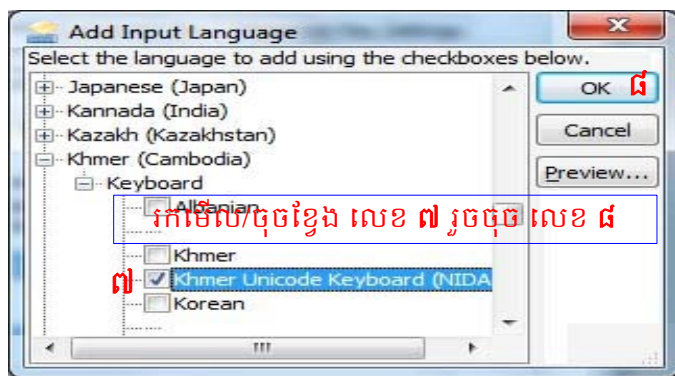 Add Input Language
Select the language to add using the checkboxes below.
Japanese (Japan)
OK ៨
Kannada (India)
Kazakh (Kazakhstan)
Cancel
Khmer (Cambodia)
Keyboard
Preview...
Albanian
រកមើល/ចុចខ្វែង លេខ ៧ រួចចុច លេខ ៨
Khmer
៧ Khmer Unicode Keyboard (NIDA
Korean